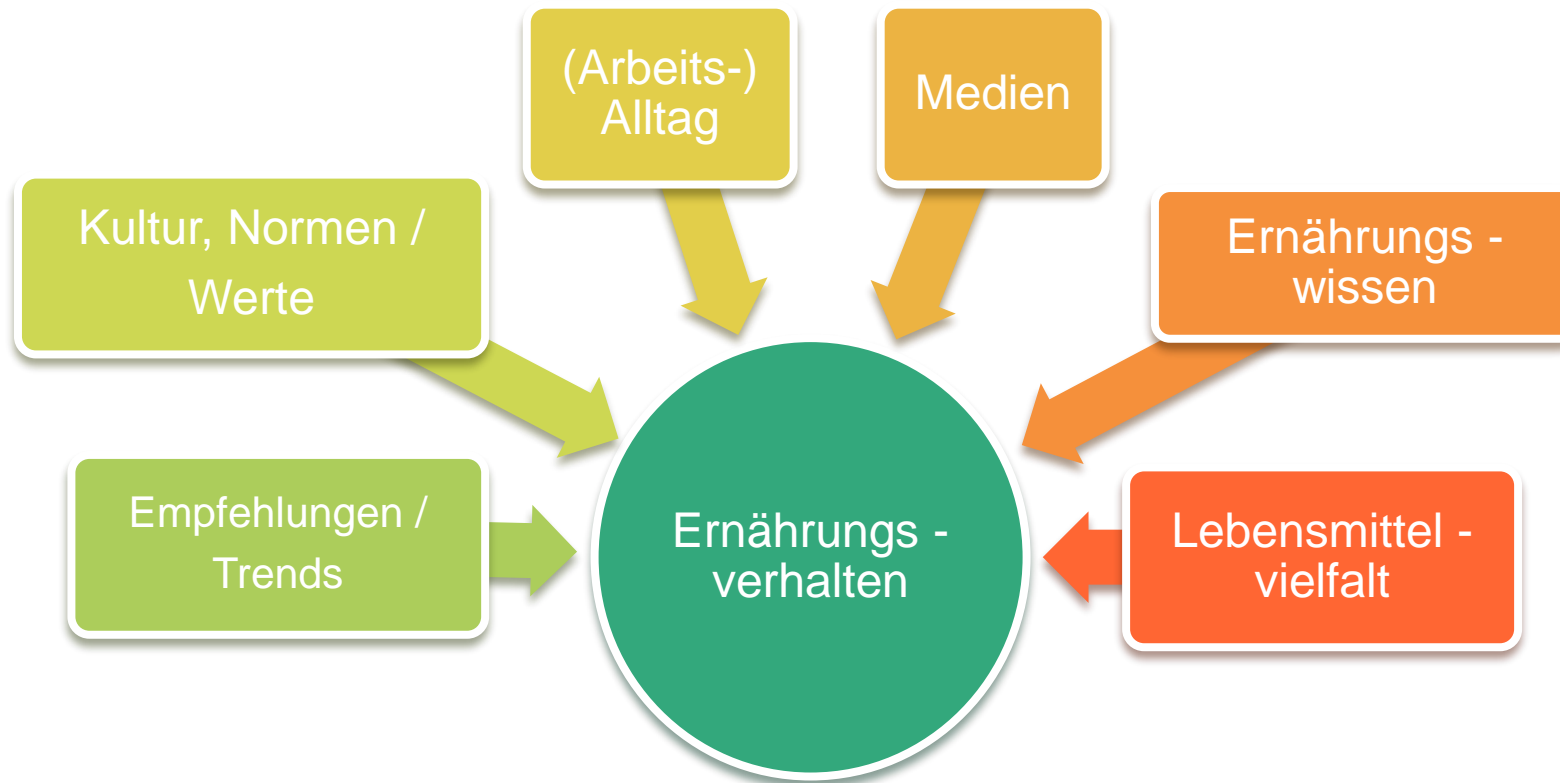 (Arbeits-)
Alltag
Medien
Kultur, Normen /
Werte
Ernährungs -
wissen
Empfehlungen /
Trends
Ernährungs -
verhalten
Lebensmittel -
vielfalt